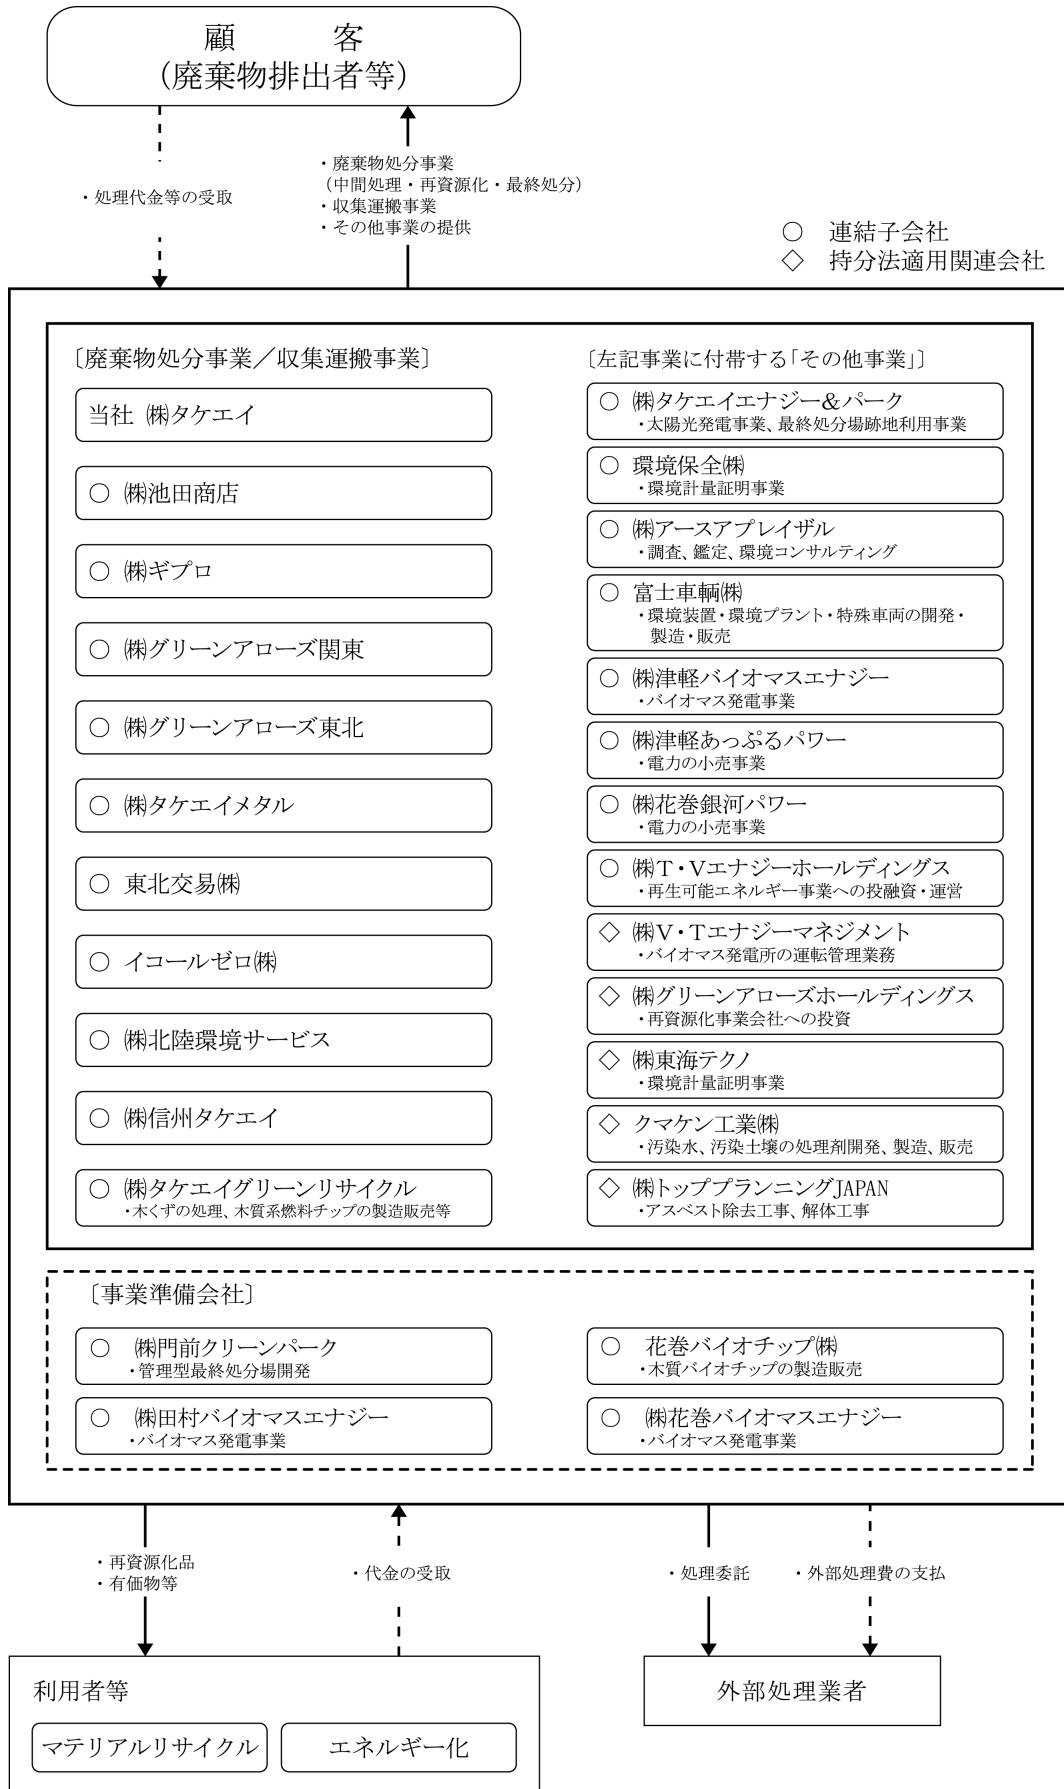 顧　　　客
(廃棄物排出者等)
・処理代金等の受取
・廃棄物処分事業
(中間処理・再資源化・最終処分)
・収集運搬事業
・その他事業の提供
○ 連結子会社
◇ 持分法適用関連会社
〔廃棄物処分事業／収集運搬事業〕
当社 ㈱タケエイ
○ ㈱池田商店
○ ㈱ギプロ
○ ㈱グリーンアローズ関東
○ ㈱グリーンアローズ東北
○ ㈱タケエイメタル
○ 東北交易㈱
○ イコールゼロ㈱
○ ㈱北陸環境サービス
○ ㈱信州タケエイ
○ ㈱タケエイグリーンリサイクル
・木くずの処理、木質系燃料チップの製造販売等
〔左記事業に付帯する「その他事業」〕
○ ㈱タケエイエナジー&パーク
・太陽光発電事業、最終処分場跡地利用事業
○ 環境保全㈱
・環境計量証明事業
○ ㈱アースアプレイザル
・調査、鑑定、環境コンサルティング
○ 富士車輌㈱
・環境装置・環境プラント・特殊車両の開発・
製造・販売
○ ㈱津軽バイオマスエナジー
・バイオマス発電事業
○ ㈱津軽あっぷるパワー
・電力の小売事業
○ ㈱花巻銀河パワー
・電力の小売事業
○ ㈱T・Vエナジーホールディングス
・再生可能エネルギー事業への投融資・運営
◇ ㈱V・Tエナジーマネジメント
・バイオマス発電所の運転管理業務
◇ ㈱グリーンアローズホールディングス
・再資源化事業会社への投資
◇ ㈱東海テクノ
・環境計量証明事業
◇ クマケン工業㈱
・汚染水、汚染土壌の処理剤開発、製造、販売
◇ ㈱トッププランニングJAPAN
・アスベスト除去工事、解体工事
〔事業準備会社〕
○ ㈱門前クリーンパーク
・管理型最終処分場開発
○ 花巻バイオチップ㈱
・木質バイオチップの製造販売
○ ㈱田村バイオマスエナジー
・バイオマス発電事業
○ ㈱花巻バイオマスエナジー
・バイオマス発電事業
・再資源化品
・有価物等
・代金の受取
・処理委託
・外部処理費の支払
利用者等
マテリアルリサイクル
エネルギー化
外部処理業者